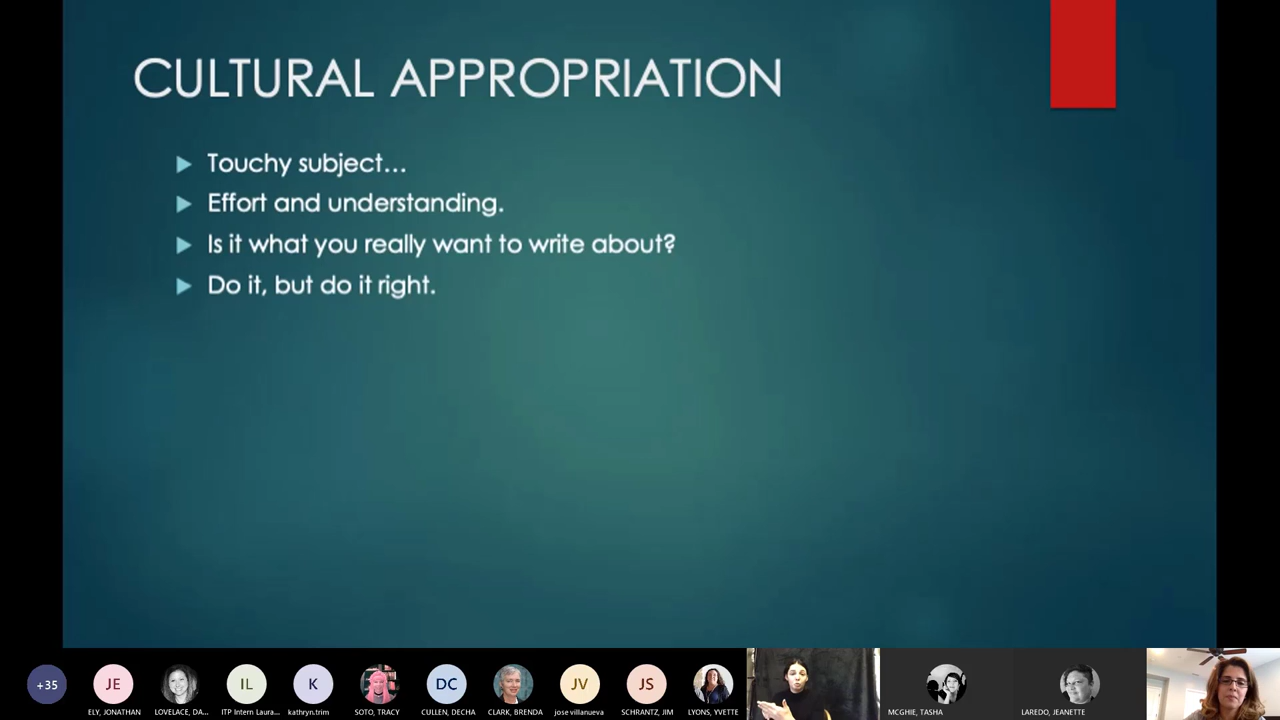 CULTURAL APPROPRIATION
Touchy subject...
Effort and understanding.
Is it what you really want to write about?
Do it, but do it right.
+35
JE
IL
K
DC
JV
JS
ELY, JONATHAN
LOVELACE, DA...
ITP Intern Laura...
kathryn.trim
SOTO, TRACY
CULLEN, DECHA
CLARK, BRENDA
jose villanueva
SCHRANTZ, JIM
LYONS, YVETTE
MCGHIE, TASHA
LAREDO, JEANETTE